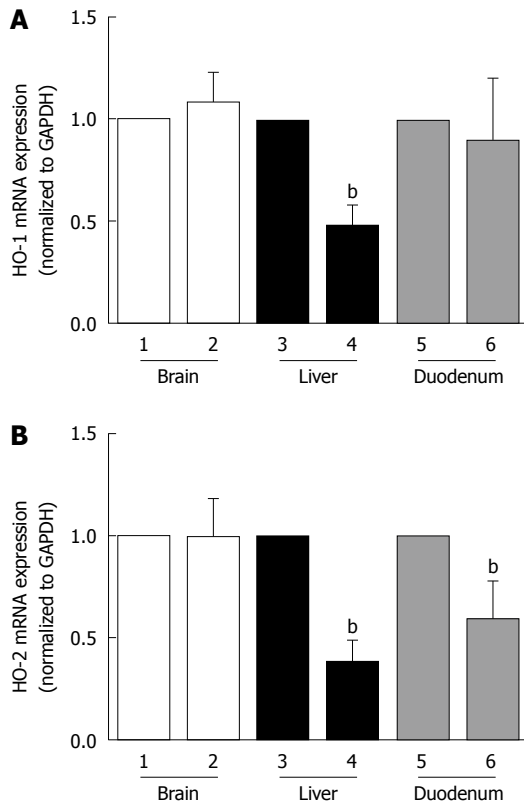 A
HO-1 mRNA expression
(normalized to GAPDH)
1.5
1.0
0.5
0.0
b
1 2 3 4 5 6
Brain Liver Duodenum
B
HO-2 mRNA expression
(normalized to GAPDH)
1.5
1.0
0.5
0.0
b
b
1 2 3 4 5 6
Brain Liver Duodenum